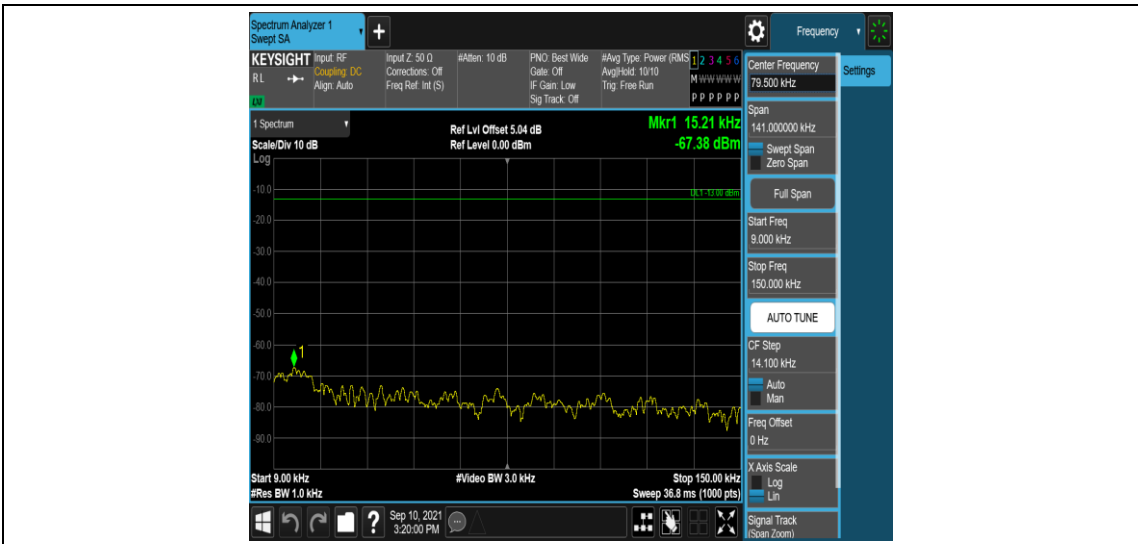 Spectrum Analyzer 1
Swept SA
+
Frequency
KEYSIGHT
RL
LXI
Input: RF
Coupling: DC
Align: Auto
Input Z: 50 Ω
Corrections: Off
Freq Ref: Int (S)
#Atten: 10 dB
PNO: Best Wide
Gate: Off
IF Gain: Low
Sig Track: Off
#Avg Type: Power (RMS
Avg|Hold: 10/10
Trig: Free Run
1 2 3 4 5 6
M W W W W W
P P P P P P
Center Frequency
79.500 kHz
Settings
1 Spectrum
Scale/Div 10 dB
Log
Ref Lvl Offset 5.04 dB
Ref Level 0.00 dBm
Mkr1 15.21 kHz
-67.38 dBm
DL1 -13.00 dBm
-10.0
-20.0
-30.0
-40.0
-50.0
-60.0
-70.0
-80.0
-90.0
1
Start 9.00 kHz
#Res BW 1.0 kHz
#Video BW 3.0 kHz
Stop 150.00 kHz
Sweep 36.8 ms (1000 pts)
Span
141.000000 kHz
Swept Span
Zero Span
Full Span
Start Freq
9.000 kHz
Stop Freq
150.000 kHz
AUTO TUNE
CF Step
14.100 kHz
Auto
Man
Freq Offset
0 Hz
X Axis Scale
Log
Lin
Signal Track
(Span Zoom)
?
Sep 10, 2021
3:20:00 PM